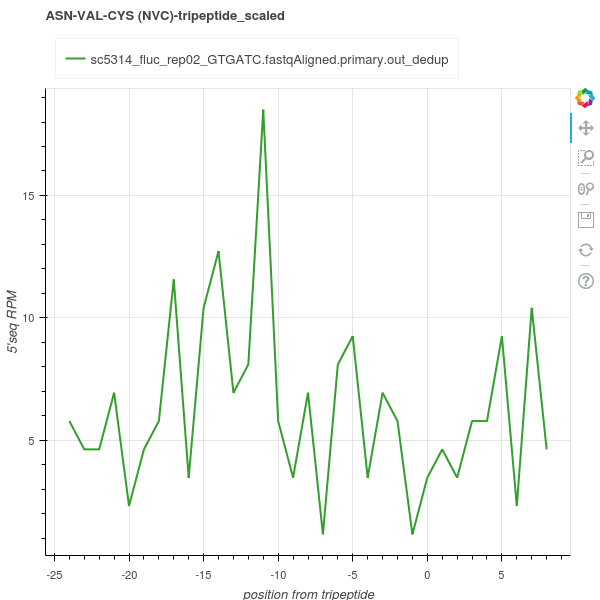 ASN-VAL-CYS (NVC)-tripeptide_scaled
sc5314_fluc_rep02_GTGATC.fastqAligned.primary.out_dedup
15
10
5
5'seq RPM
-25 -20 -15 -10 -5 0 5
position from tripeptide